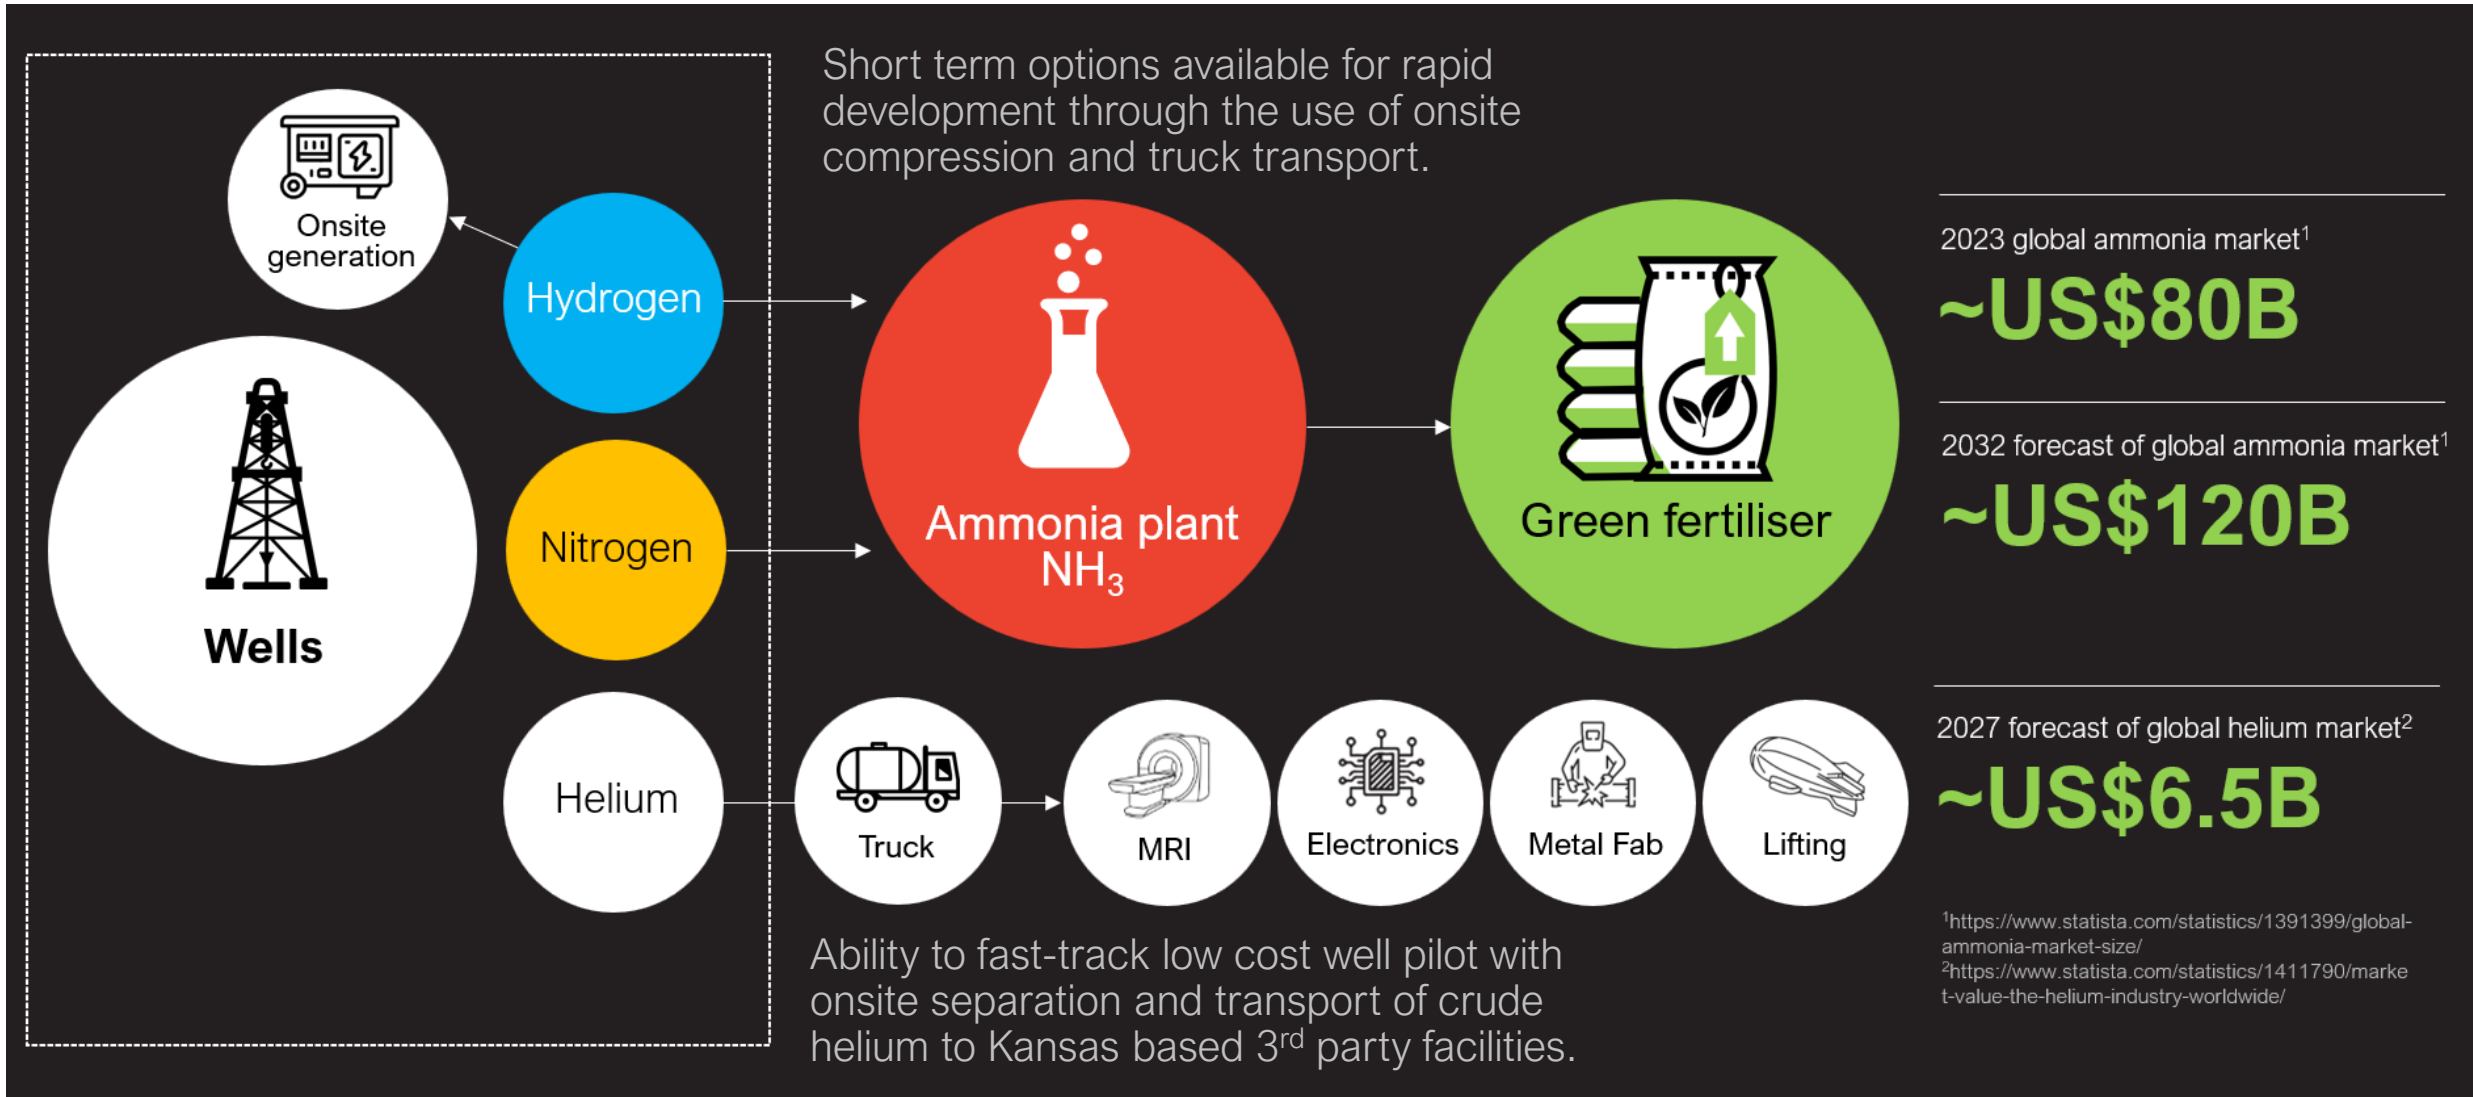 Short term options available for rapid
development through the use of onsite
compression and truck transport.
Onsite
generation
Hydrogen
Nitrogen
Helium
Wells
Ammonia plant
NH₃
Green fertiliser
Truck
MRI
Electronics
Metal Fab
Lifting
Ability to fast-track low cost well pilot with
onsite separation and transport of crude
helium to Kansas based 3rd party facilities.
2023 global ammonia market¹
~US$80B
2032 forecast of global ammonia market¹
~US$120B
2027 forecast of global helium market²
~US$6.5B
¹https://www.statista.com/statistics/1391399/global-
ammonia-market-size/
²https://www.statista.com/statistics/1411790/marke
t-value-the-helium-industry-worldwide/